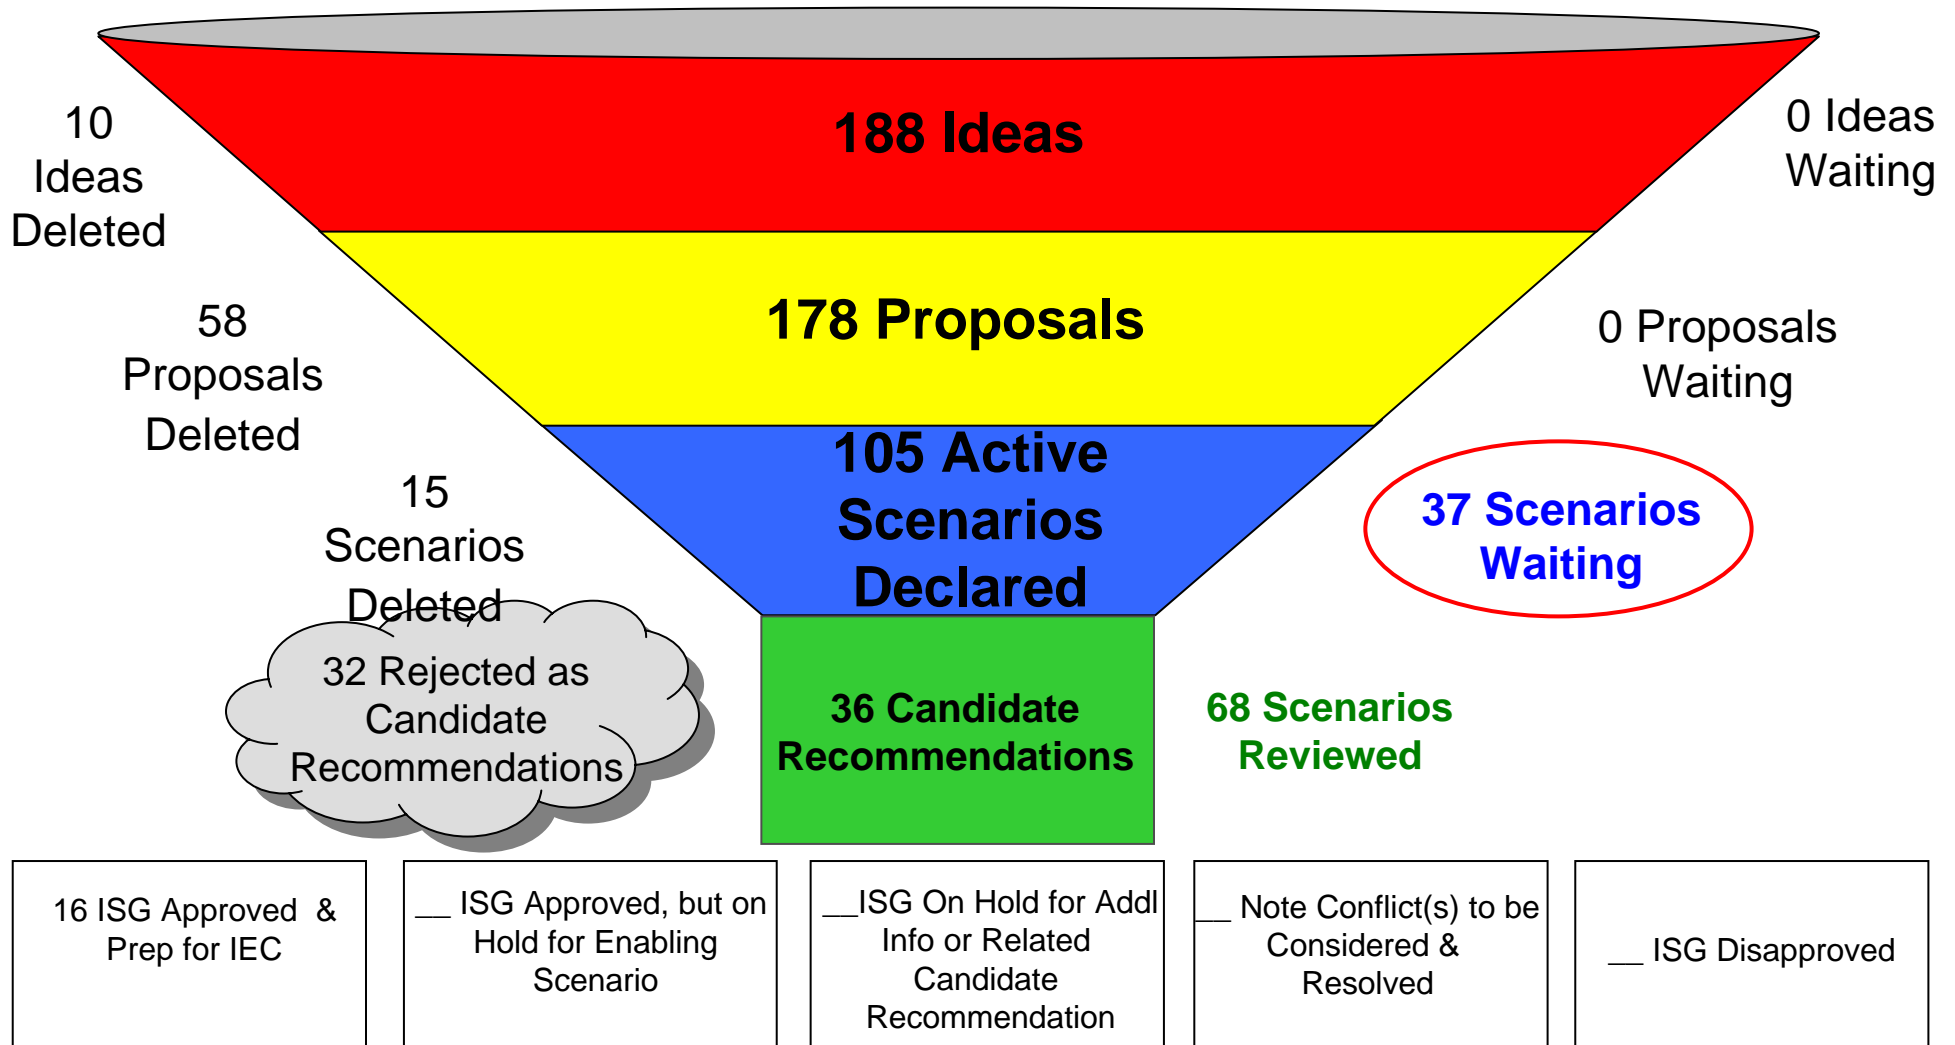 188 Ideas
10
Ideas
Deleted
0 Ideas
Waiting
178 Proposals
58
Proposals
Deleted
0 Proposals
Waiting
105 Active
Scenarios
Declared
15
Scenarios
Deleted
37 Scenarios
Waiting
32 Rejected as
Candidate
Recommendations
36 Candidate
Recommendations
68 Scenarios
Reviewed
16 ISG Approved &
Prep for IEC
__ ISG Approved, but on
Hold for Enabling
Scenario
__ISG On Hold for Addl
Info or Related
Candidate
Recommendation
__ Note Conflict(s) to be
Considered &
Resolved
__ ISG Disapproved